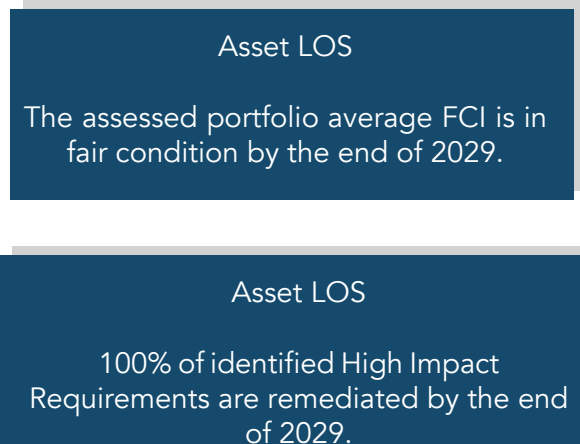 Asset LOS
The assessed portfolio average FCI is in
fair condition by the end of 2029.
Asset LOS
100% of identified High Impact
Requirements are remediated by the end
of 2029.